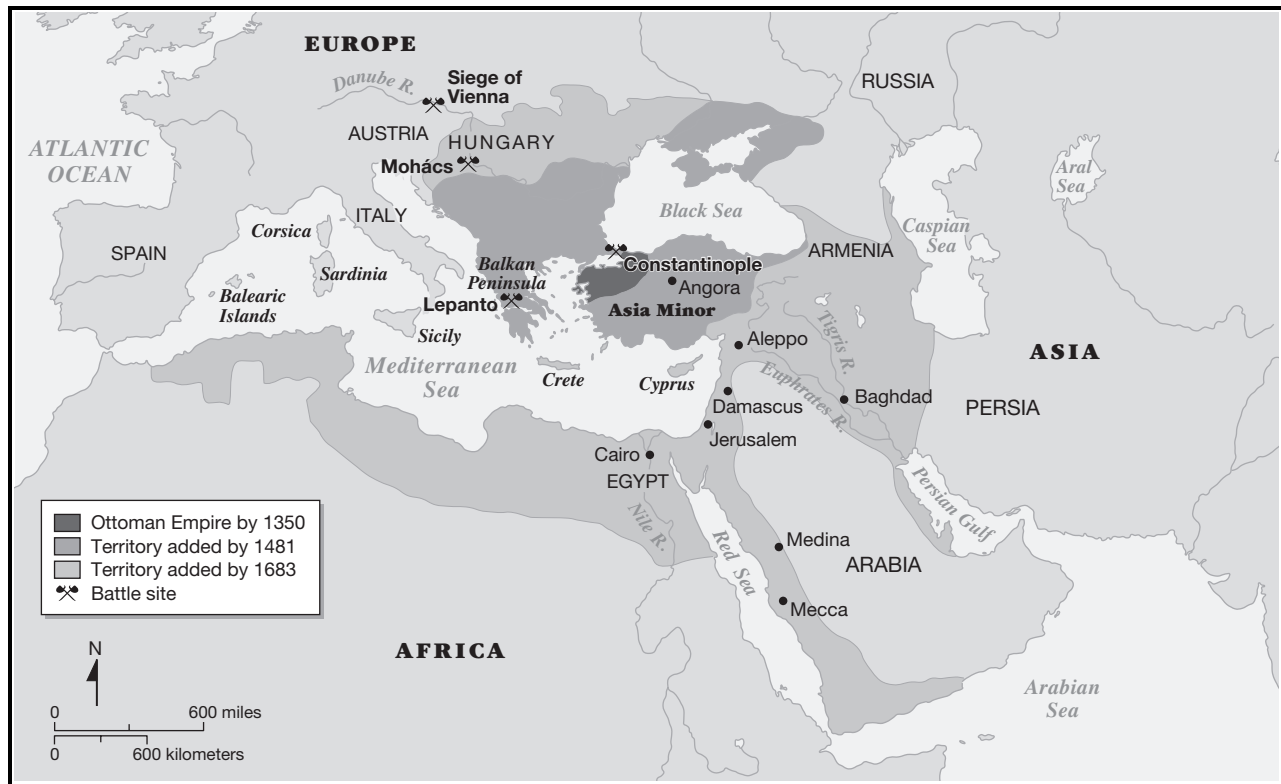 EUROPE
RUSSIA
Danube R.
Siege of
Vienna
AUSTRIA
HUNGARY
ATLANTIC
OCEAN
Mohács
Aral
Sea
ITALY
Black Sea
Caspian
Sea
SPAIN
Corsica
ARMENIA
Sardinia
Balkan
Peninsula
Constantinople
Angora
Balearic
Islands
Lepanto
Asia Minor
Sicily
Tigris R.
Aleppo
ASIA
Mediterranean
Sea
Crete
Cyprus
Euphrates R.
Baghdad
PERSIA
Damascus
Jerusalem
Cairo
EGYPT
Persian Gulf
Nile R.
Red Sea
Medina
ARABIA
Mecca
Ottoman Empire by 1350
Territory added by 1481
Territory added by 1683
Battle site
AFRICA
N
Arabian
Sea
0 600 miles
0 600 kilometers